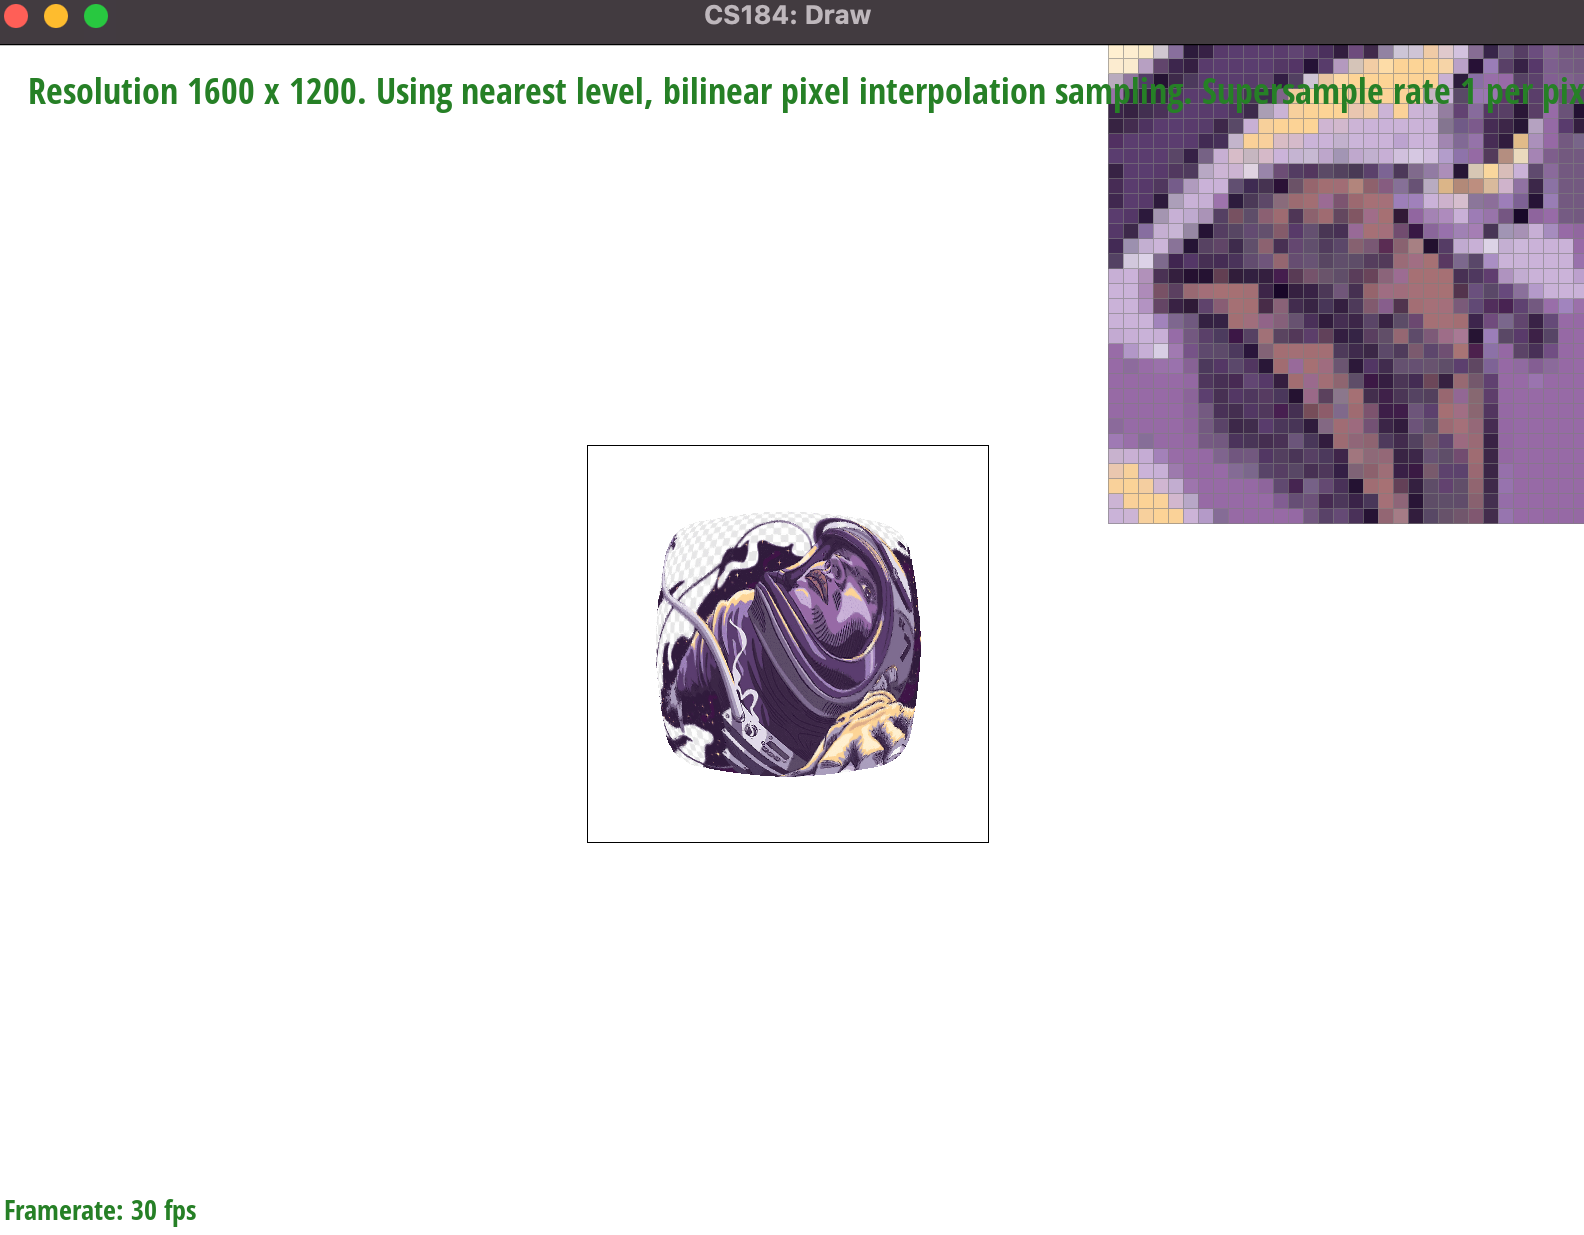 CS184: Draw
Resolution 1600 x 1200. Using nearest level, bilinear pixel interpolation sampling. Supersample rate 1 per pix
Framerate: 30 fps